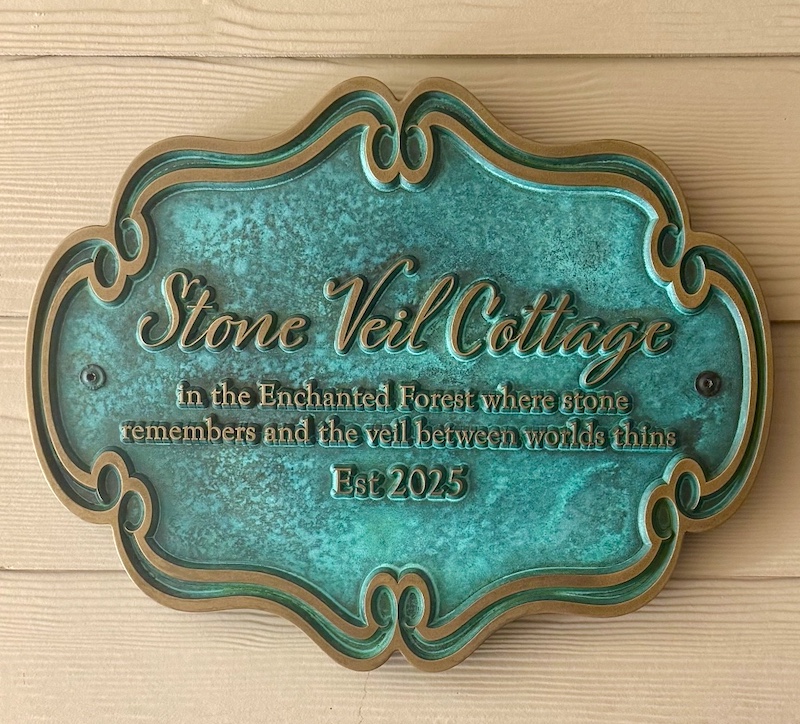 Stone Veil Cottage
in the Enchanted Forest where stone
remembers and the veil between worlds thins
Est 2025